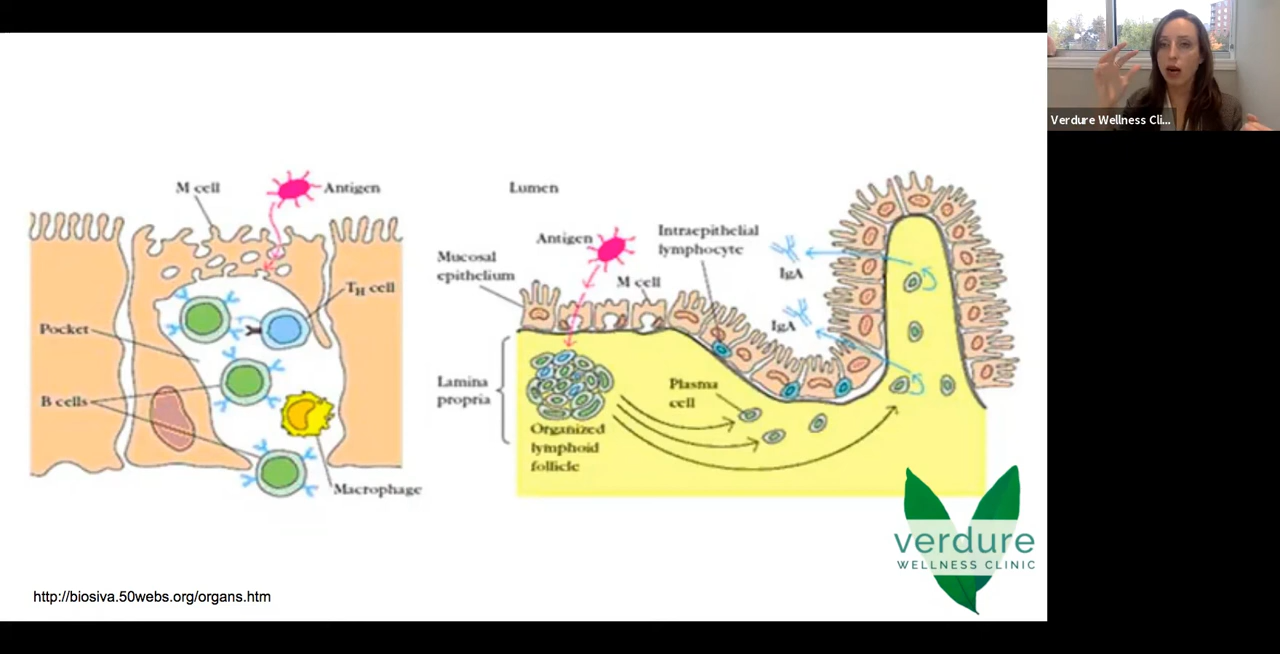 Verdure Wellness Cli...
M cell
Antigen
Pocket
TH cell
B cells
Macrophage
Lumen
Antigen
Intraepithelial
lymphocyte
IgA
Mucosal
epithelium
M cell
IgA
Lamina
propria
Plasma
cell
Organized
lymphoid
follicle
verdure
WELLNESS CLINIC
http://biosiva.50webs.org/organs.htm